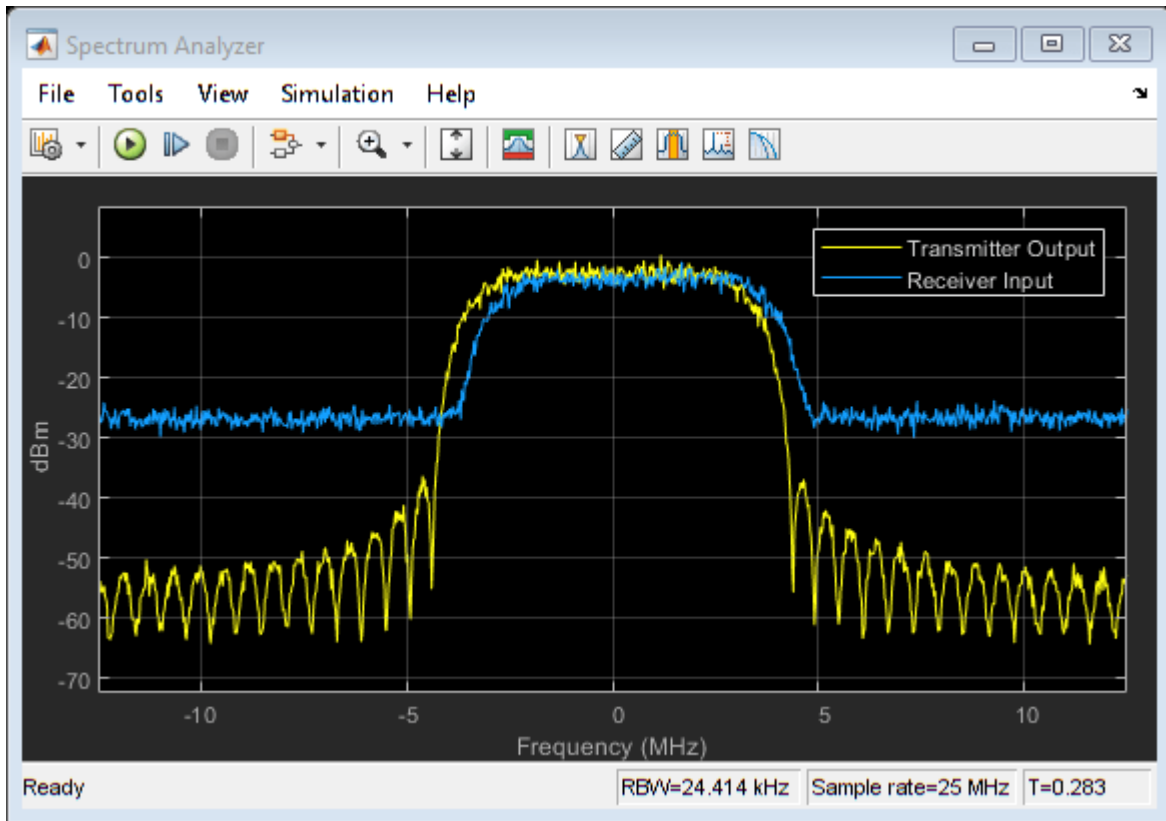 Spectrum Analyzer
File Tools View Simulation Help
Transmitter Output
Receiver Input
0
-10
-20
-30
-40
-50
-60
-70
dBm
-10 -5 0 5 10
Frequency (MHz)
Ready RBW=24.414 kHz Sample rate=25 MHz T=0.283